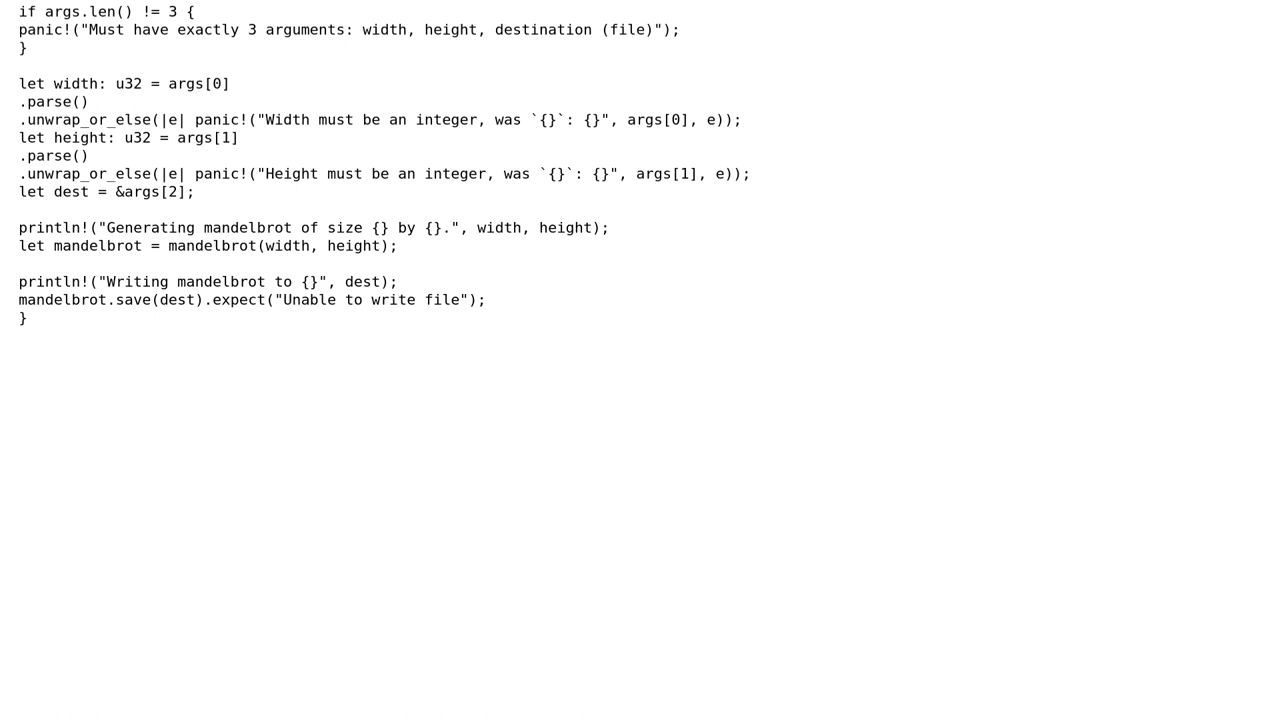 if args.len() != 3 {
panic!("Must have exactly 3 arguments: width, height, destination (file)");
}

let width: u32 = args[0]
.parse()
.unwrap_or_else(|e| panic!("Width must be an integer, was `{}`: {}", args[0], e));
let height: u32 = args[1]
.parse()
.unwrap_or_else(|e| panic!("Height must be an integer, was `{}`: {}", args[1], e));
let dest = &args[2];

println!("Generating mandelbrot of size {} by {}.", width, height);
let mandelbrot = mandelbrot(width, height);

println!("Writing mandelbrot to {}", dest);
mandelbrot.save(dest).expect("Unable to write file");
}